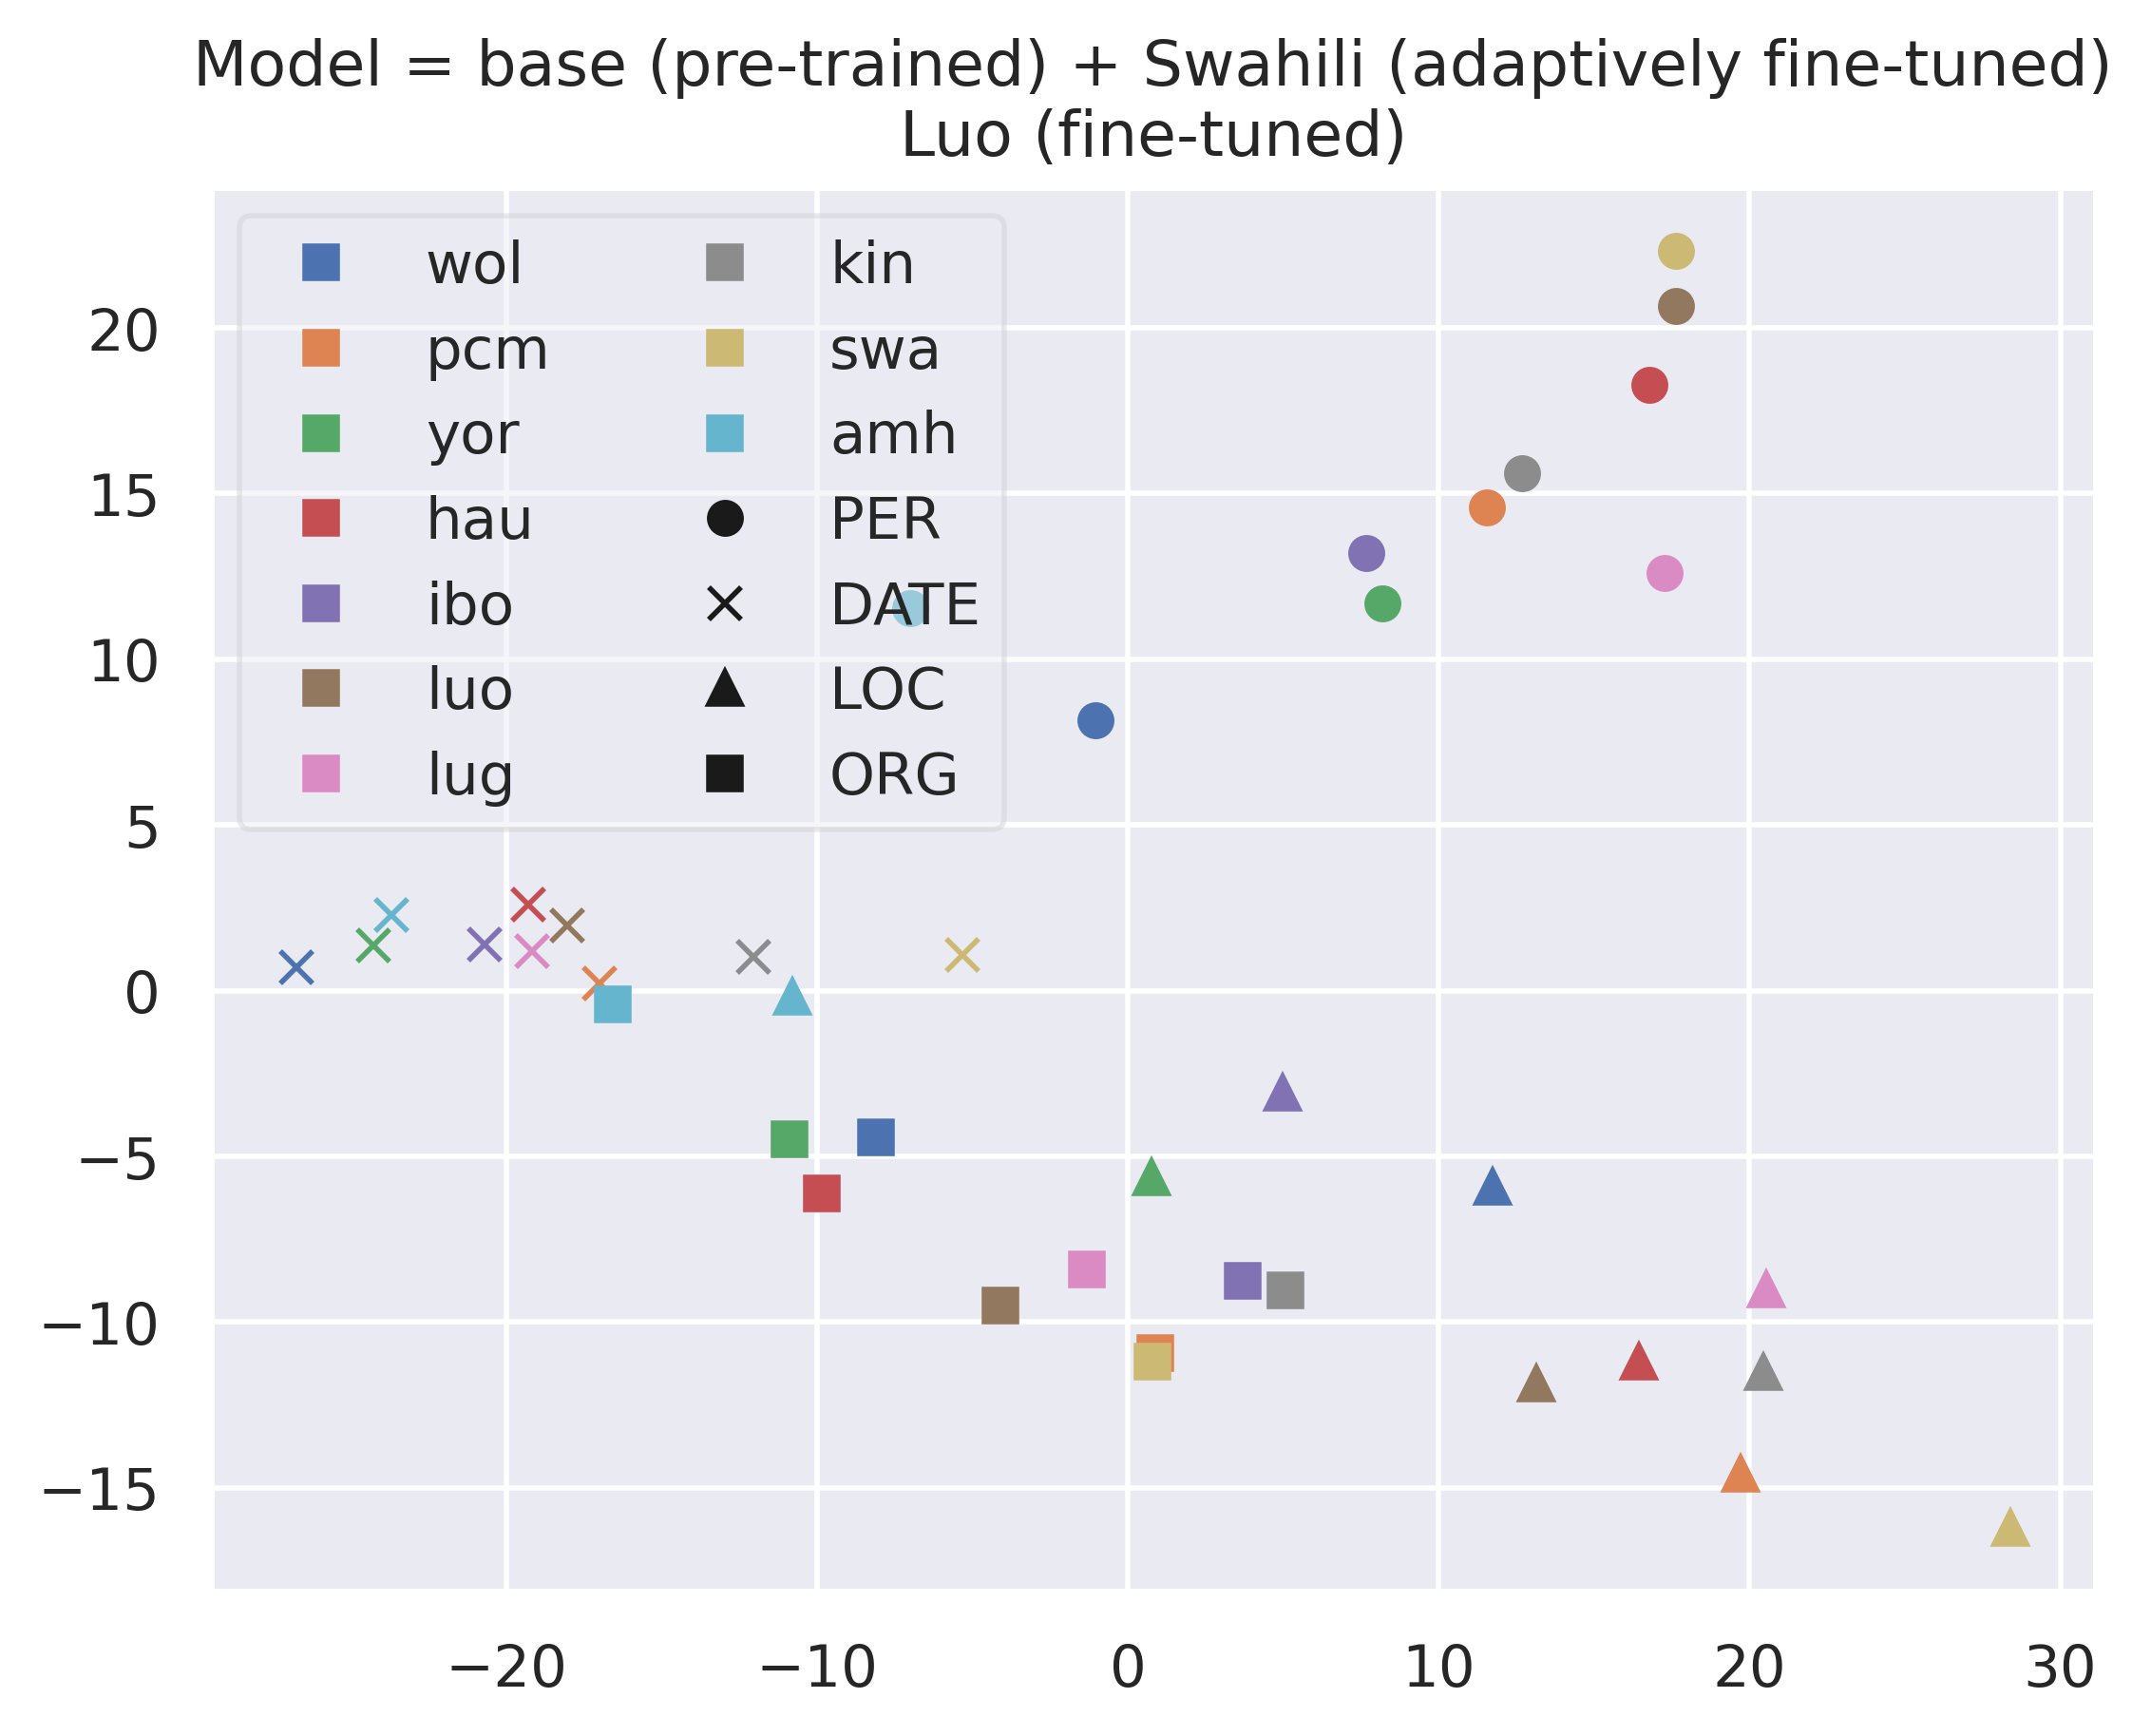 Model = base (pre-trained) + Swahili (adaptively fine-tuned)
Luo (fine-tuned)
wol
pcm
yor
hau
ibo
luo
lug
kin
swa
amh
PER
DATE
LOC
ORG
20
15
10
5
0
−5
−10
−15
−20
−10
0
10
20
30